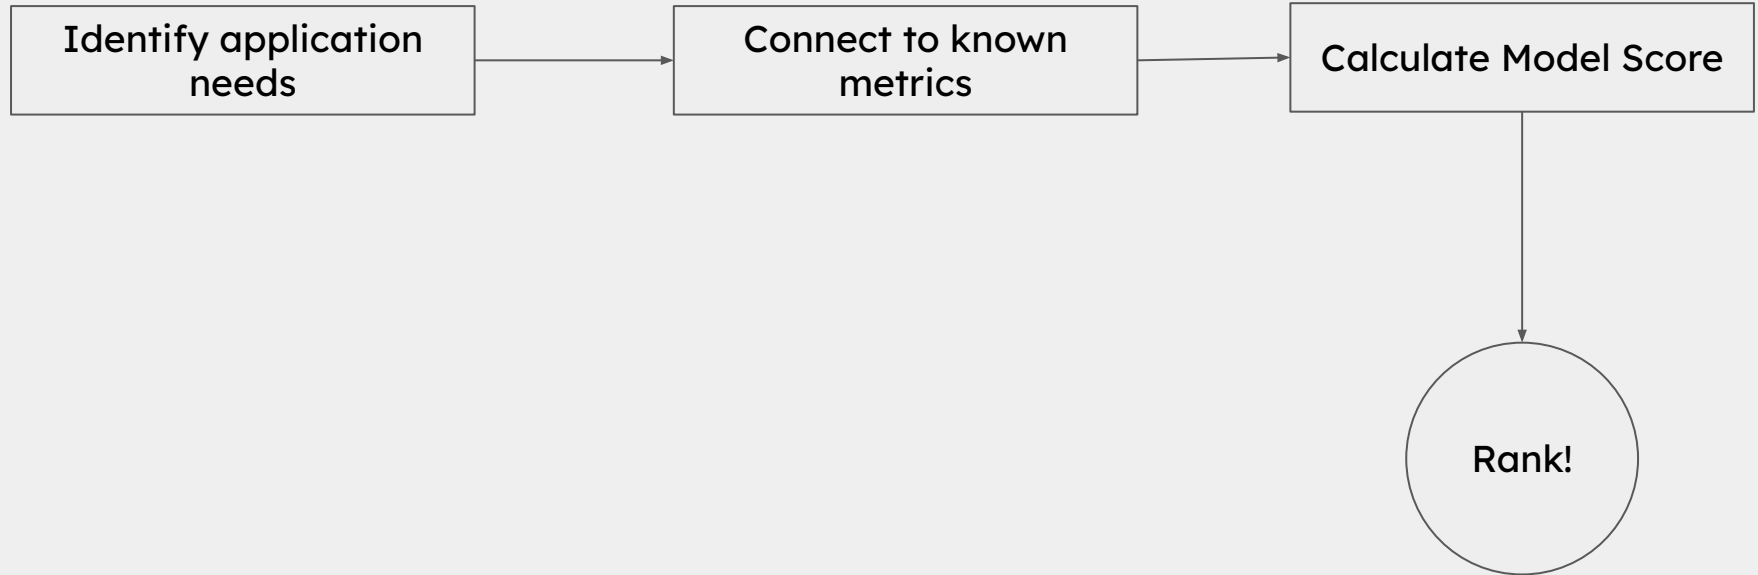 Identify application
needs
Connect to known
metrics
Calculate Model Score
Rank!